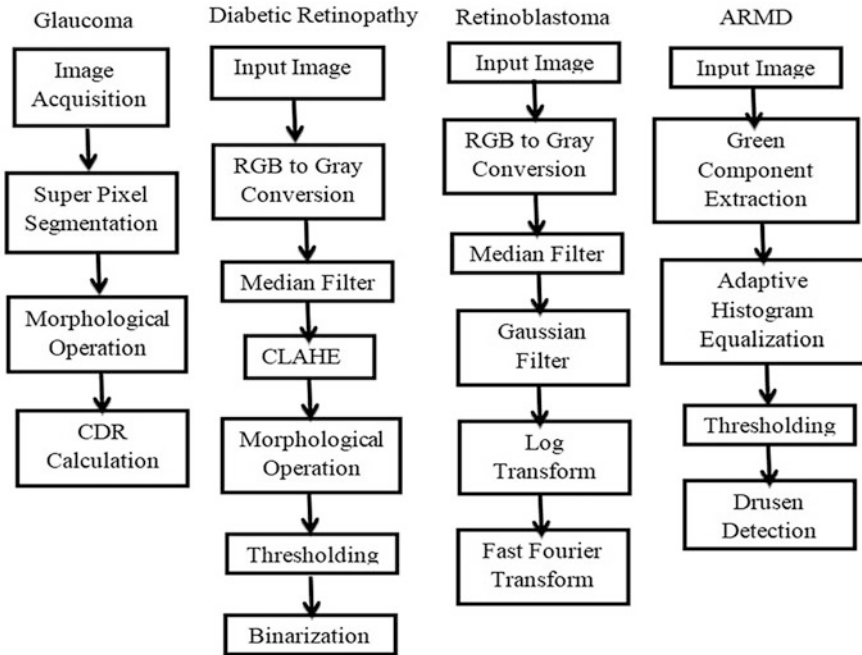 Glaucoma
Image
Acquisition
Super Pixel
Segmentation
Morphological
Operation
CDR
Calculation
Diabetic Retinopathy
Input Image
RGB to Gray
Conversion
Median Filter
CLAHE
Morphological
Operation
Thresholding
Binarization
Retinoblastoma
Input Image
RGB to Gray
Conversion
Median Filter
Gaussian
Filter
Log
Transform
Fast Fourier
Transform
ARMD
Input Image
Green
Component
Extraction
Adaptive
Histogram
Equalization
Thresholding
Drusen
Detection